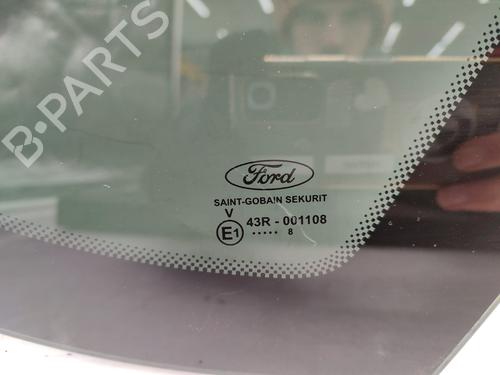 B-PARTS
Ford
SAINT-GOBAIN SEKURIT
V
E1 43R - 001108
..... 8